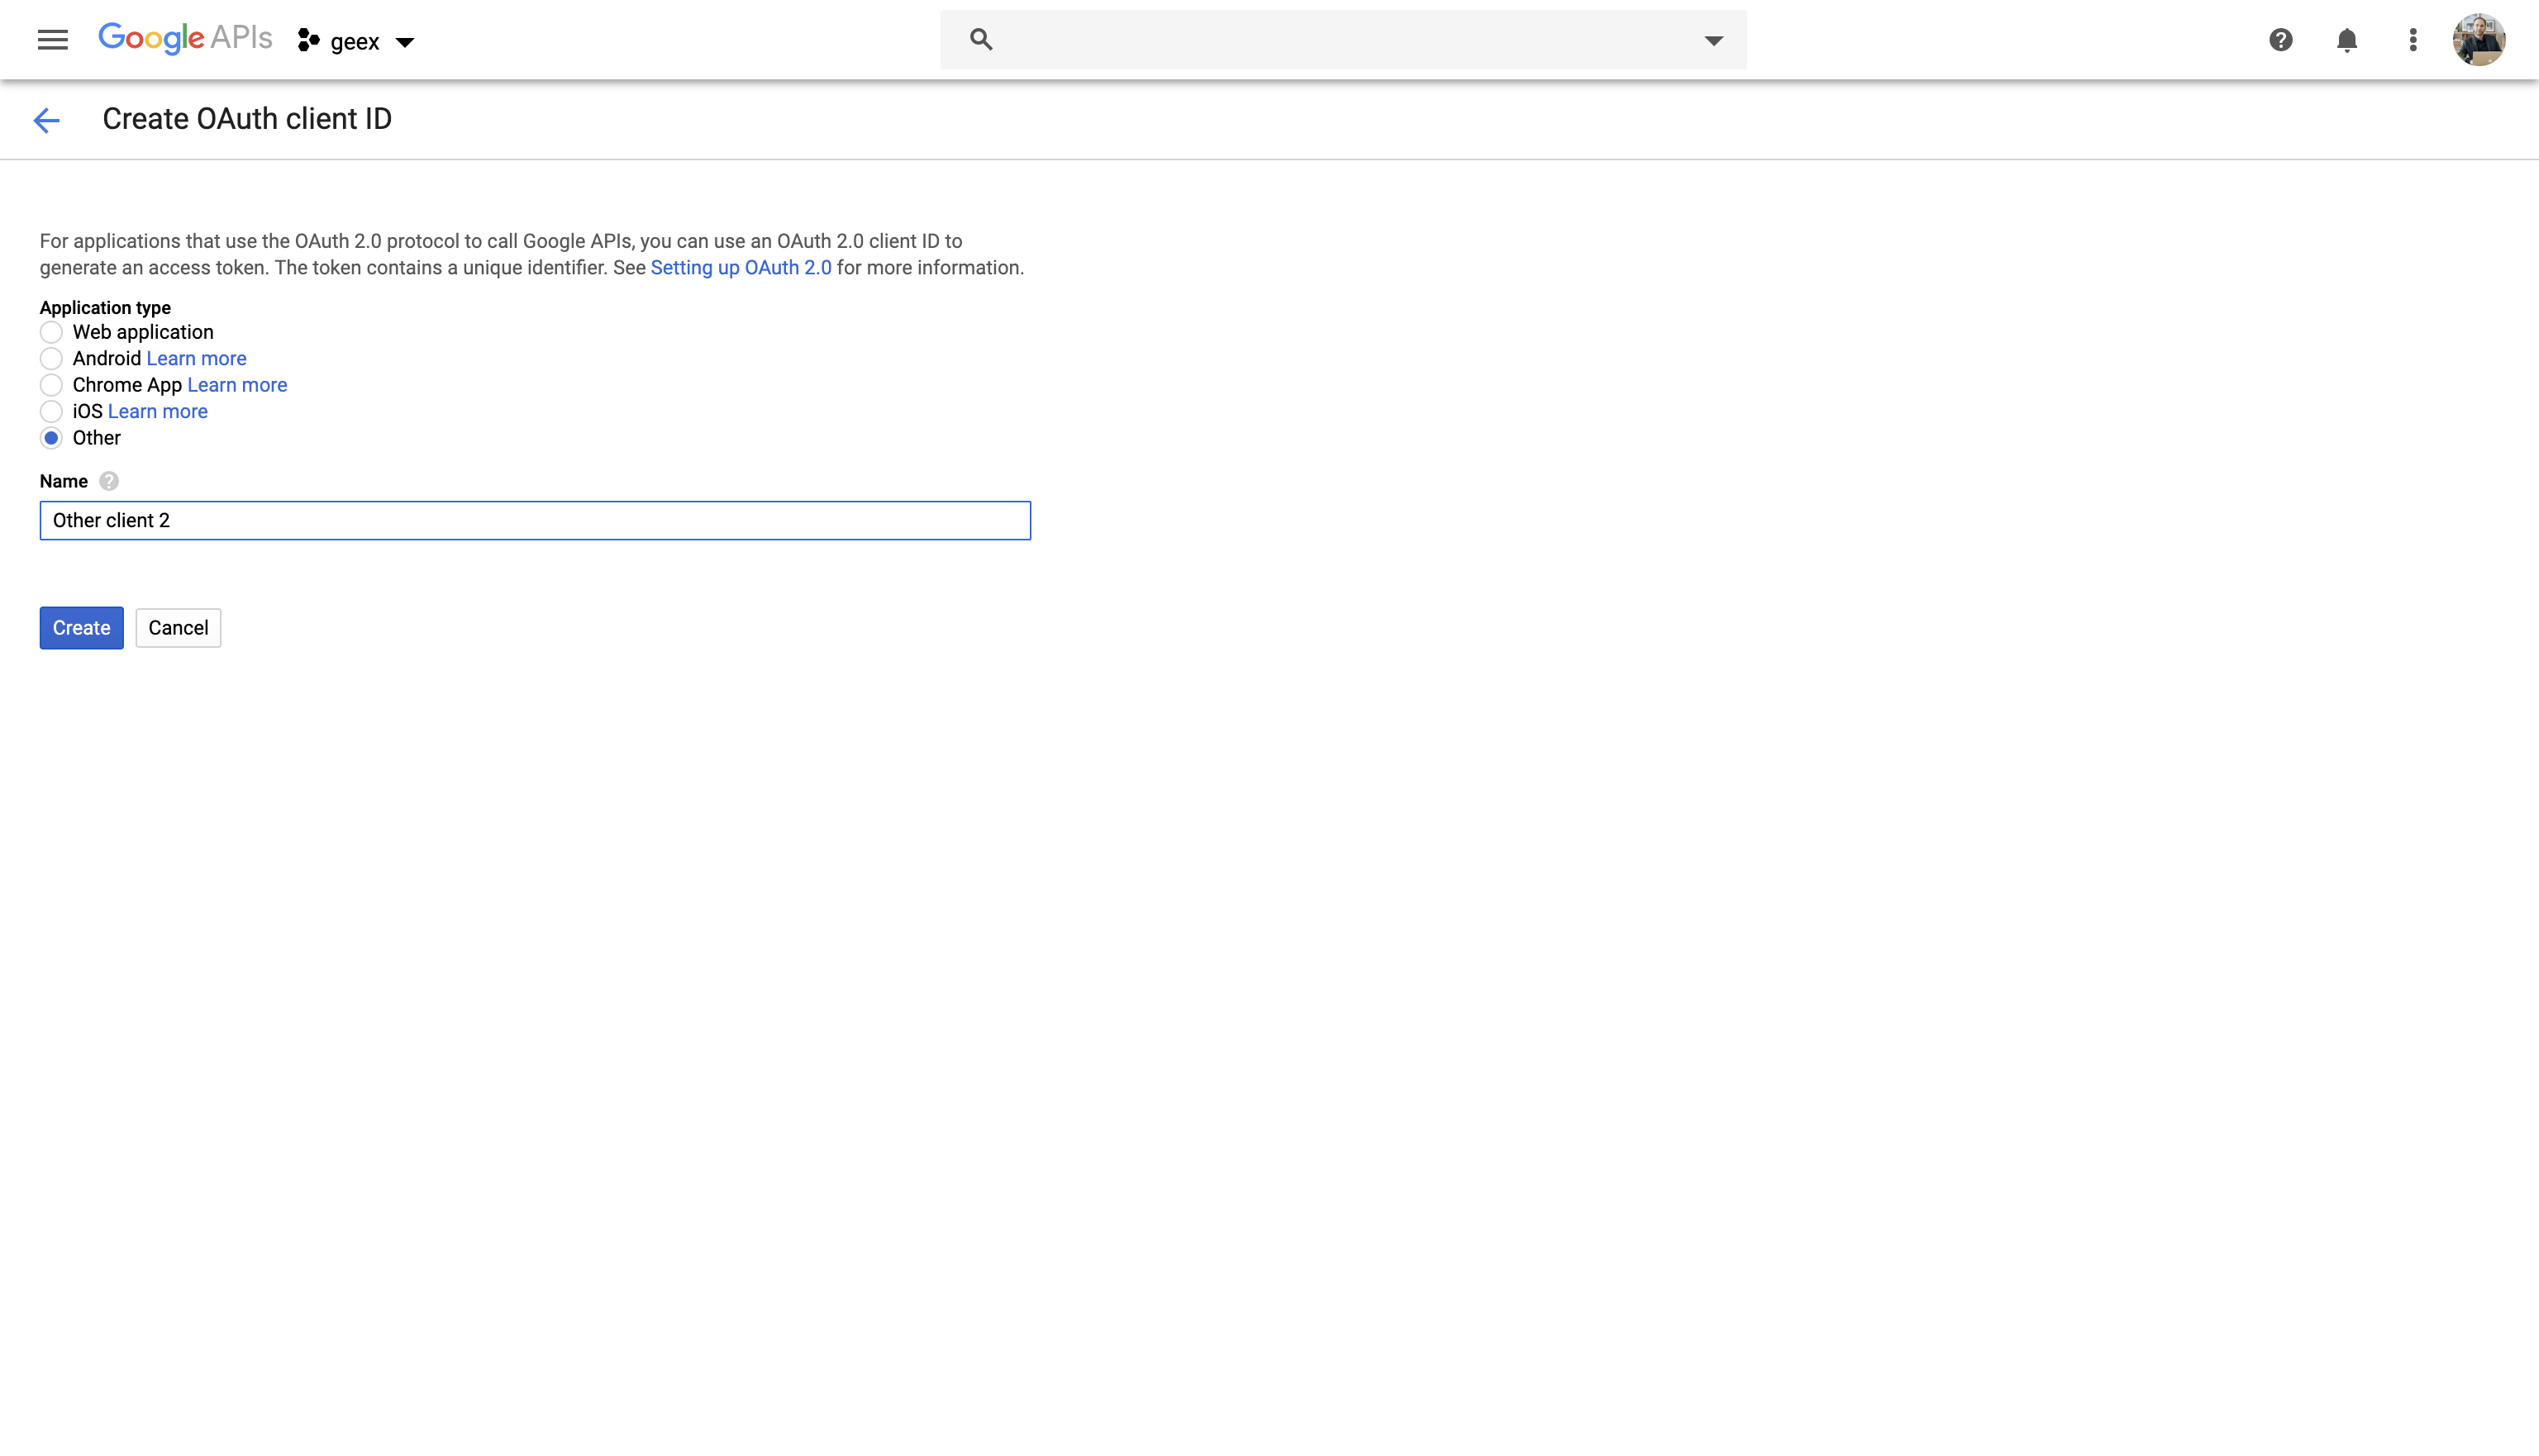 Google APIs geex
Create OAuth client ID
For applications that use the OAuth 2.0 protocol to call Google APIs, you can use an OAuth 2.0 client ID to
generate an access token. The token contains a unique identifier. See Setting up OAuth 2.0 for more information.
Application type
Web application
Android Learn more
Chrome App Learn more
iOS Learn more
Other
Name
Other client 2
Create Cancel